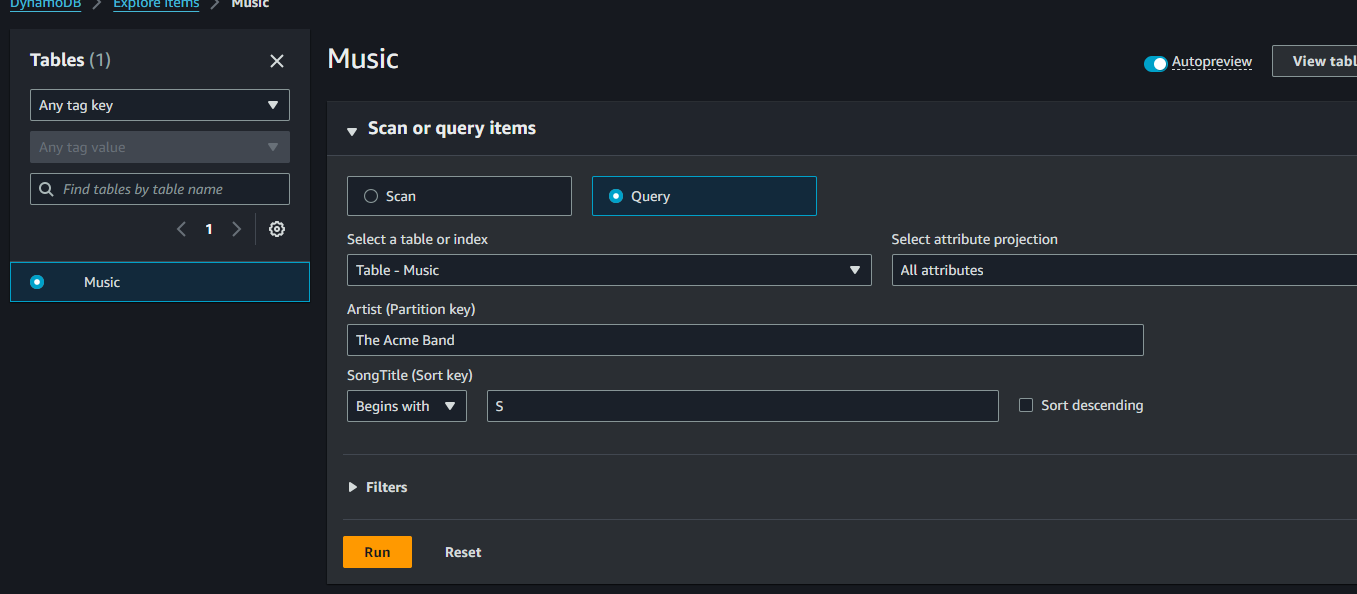 DynamoDB > Explore items > Music
Tables (1)
Any tag key
Any tag value
Find tables by table name
1
Music
Music
Autopreview
View tabl
Scan or query items
Scan
Query
Select a table or index
Select attribute projection
Table - Music
All attributes
Artist (Partition key)
The Acme Band
SongTitle (Sort key)
Begins with
S
Sort descending
Filters
Run
Reset